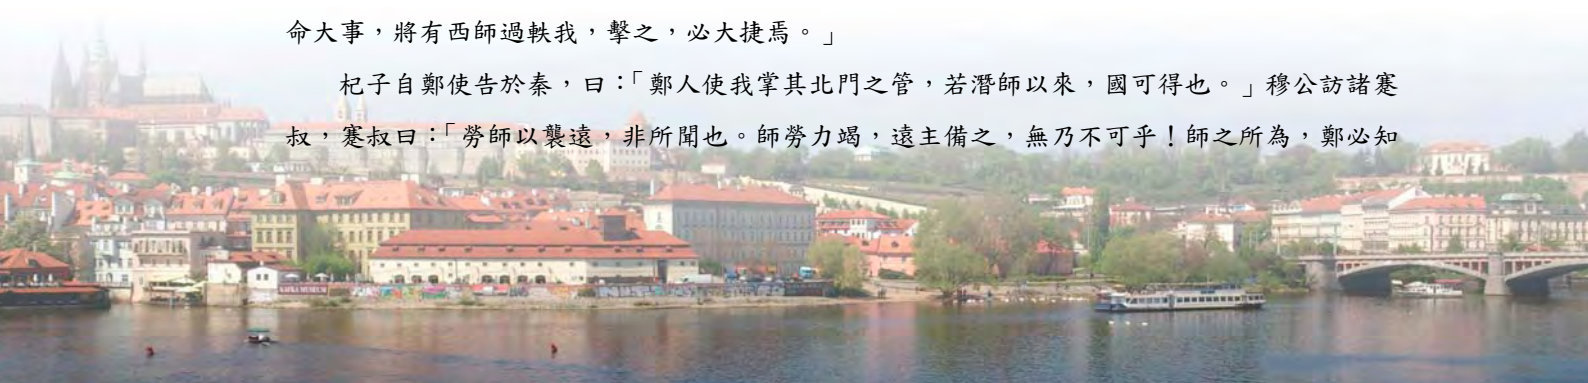 命大事，將有西師過軼我，擊之，必大捷焉。」
杞子自鄭使告於秦，曰：「鄭人使我掌其北門之管，若潛師以來，國可得也。」穆公訪諸蹇
叔，蹇叔曰：「勞師以襲遠，非所聞也。師勞力竭，遠主備之，無乃不可乎！師之所為，鄭必知
KAFKA MUSEUM